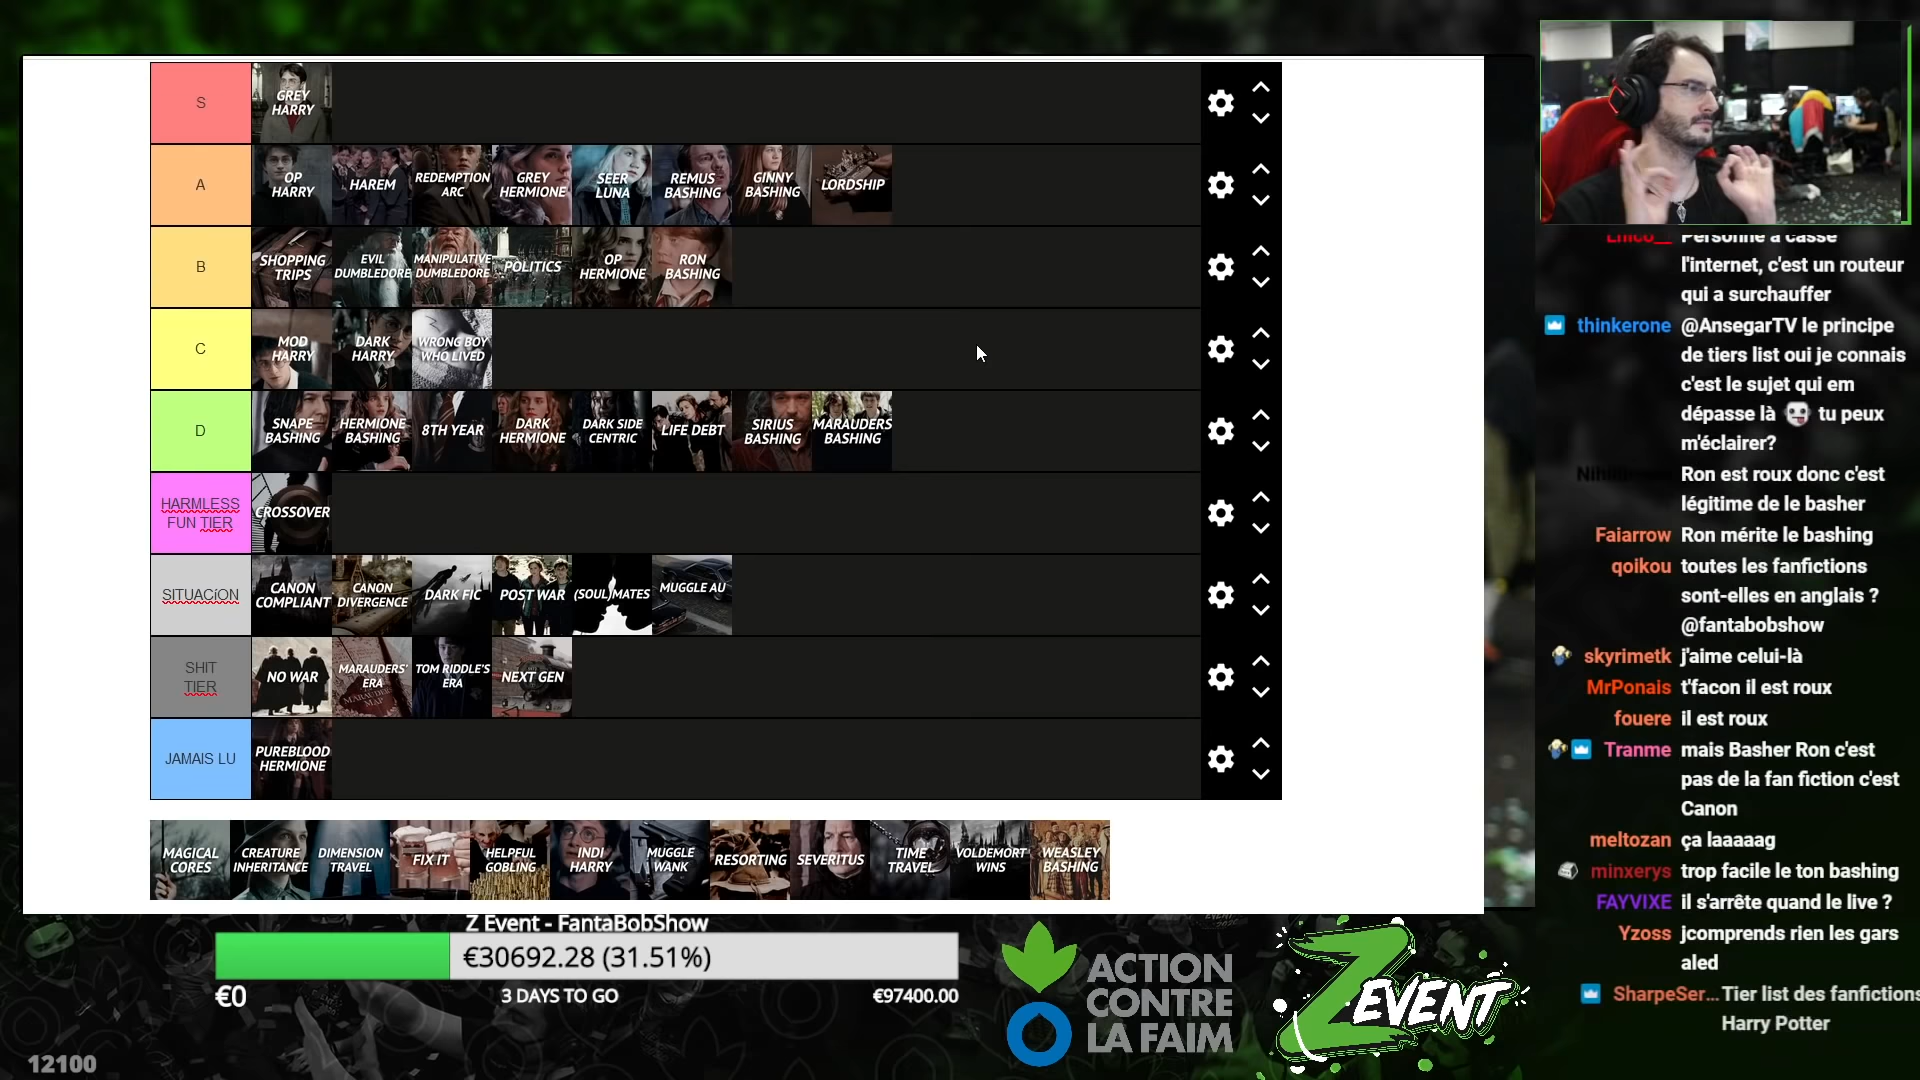 S
GREY
HARRY
A
OP
HARRY
HAREM
REDEMPTION
ARC
GREY
HERMIONE
SEER
LUNA
REMUS
BASHING
GINNY
BASHING
LORDSHIP
B
SHOPPING
TRIPS
EVIL
DUMBLEDORE
MANIPULATIVE
DUMBLEDORE
POLITICS
OP
HERMIONE
RON
BASHING
C
MOD
HARRY
DARK
HARRY
WRONG BOY
WHO LIVED
D
SNAPE
BASHING
HERMIONE
BASHING
8TH YEAR
DARK
HERMIONE
DARK SIDE
CENTRIC
LIFE DEBT
SIRIUS
BASHING
MARAUDERS
BASHING
HARMLESS
FUN TIER
CROSSOVER
SITUACíON
CANON
COMPLIANT
CANON
DIVERGENCE
DARK FIC
POST WAR
(SOUL)MATES
MUGGLE AU
SHIT
TIER
NO WAR
MARAUDERS'
ERA
TOM RIDDLE'S
ERA
NEXT GEN
JAMAIS LU
PUREBLOOD
HERMIONE
MAGICAL
CORES
CREATURE
INHERITANCE
DIMENSION
TRAVEL
FIX IT
HELPFUL
GOBLING
INDI
HARRY
MUGGLE
WANK
RESORTING
SEVERITUS
TIME
TRAVEL
VOLDEMORT
WINS
WEASLEY
BASHING
Personne a cassé
l'internet, c'est un routeur
qui a surchauffer
thinkerone @AnsegarTV le principe
de tiers list oui je connais
c'est le sujet qui em
dépasse là tu peux
m'éclairer?
Ron est roux donc c'est
légitime de le basher
Faiarrow Ron mérite le bashing
qoikou toutes les fanfictions
sont-elles en anglais ?
@fantabobshow
skyrimetk j'aime celui-là
MrPonais t'facon il est roux
fouere il est roux
Tranme mais Basher Ron c'est
pas de la fan fiction c'est
Canon
meltozan ça laaaaag
minxerys trop facile le ton bashing
FAYVIXE il s'arrête quand le live ?
Yzoss jcomprends rien les gars
aled
SharpeSer... Tier list des fanfictions
Harry Potter
Z Event - FantaBobShow
€30692.28 (31.51%)
€0
3 DAYS TO GO
€97400.00
ACTION
CONTRE
LA FAIM
ZEVENT
12100